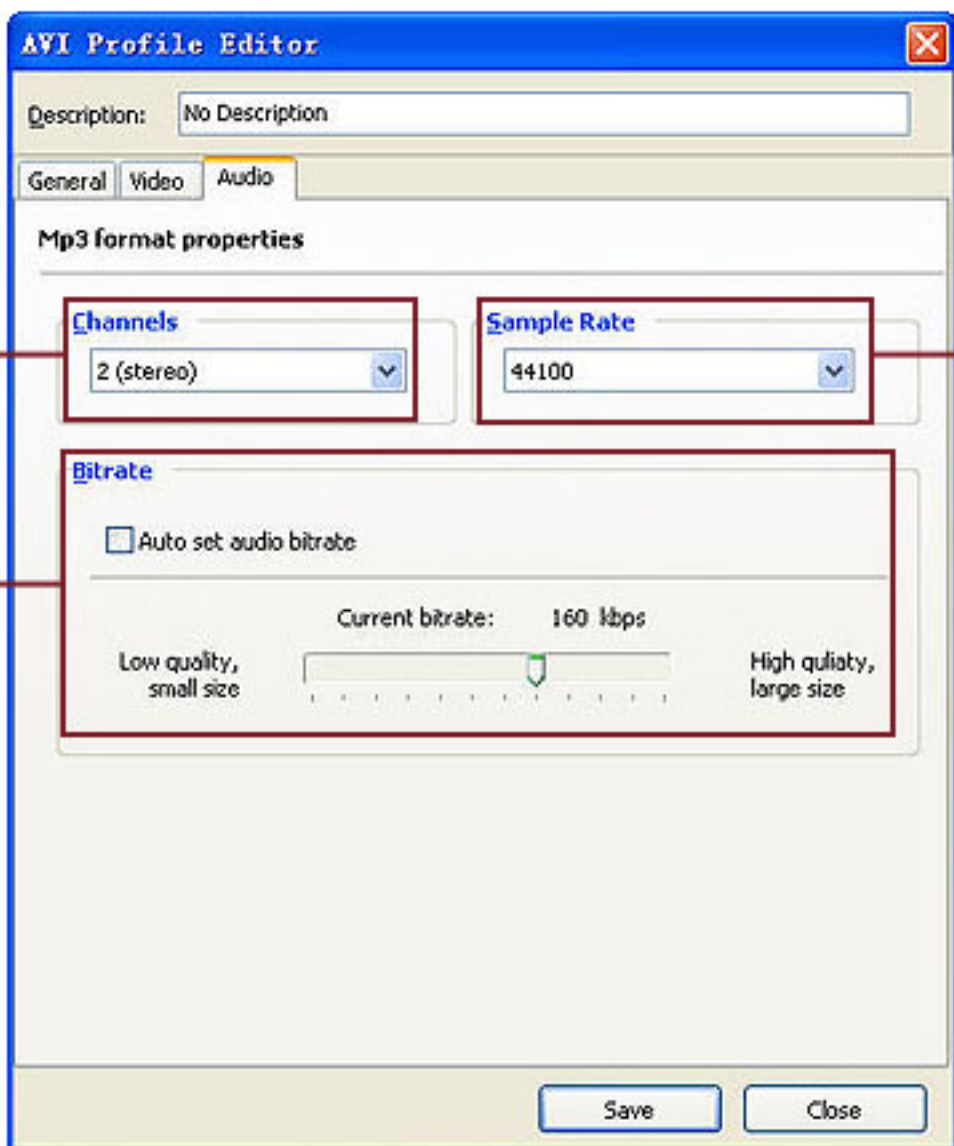 AVI Profile Editor
Description: No Description
General Video Audio
Mp3 format properties
Channels Sample Rate
2 (stereo) 44100
Bitrate
Auto set audio bitrate
Current bitrate: 160 kbps
Low quality, High quliaty,
small size large size
Save Close